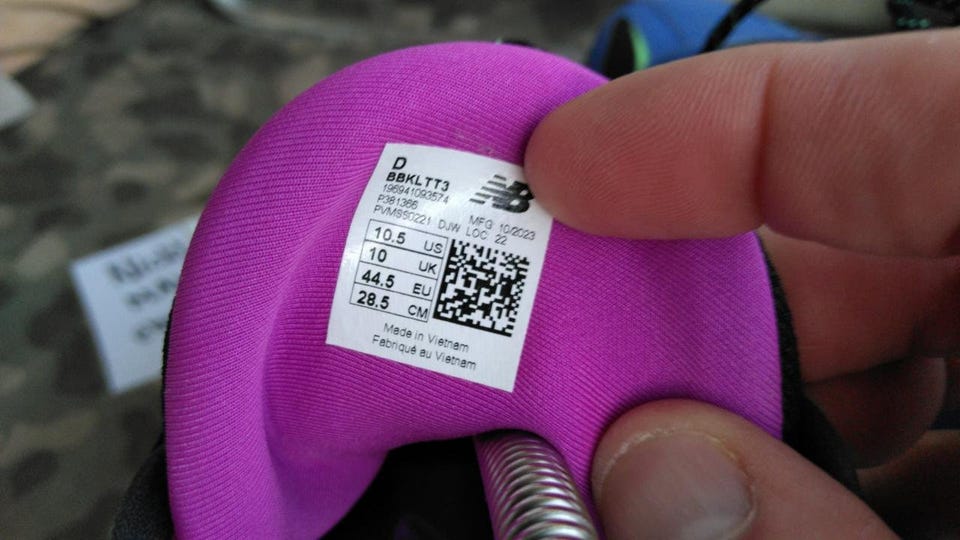 D
BBKLTT3
196941093574
P381366
PVMS50221 DJW
MFG 10/2023
LOC 22
NB
10.5 US
10 UK
44.5 EU
28.5 CM
Made in Vietnam
Fabriqué au Vietnam